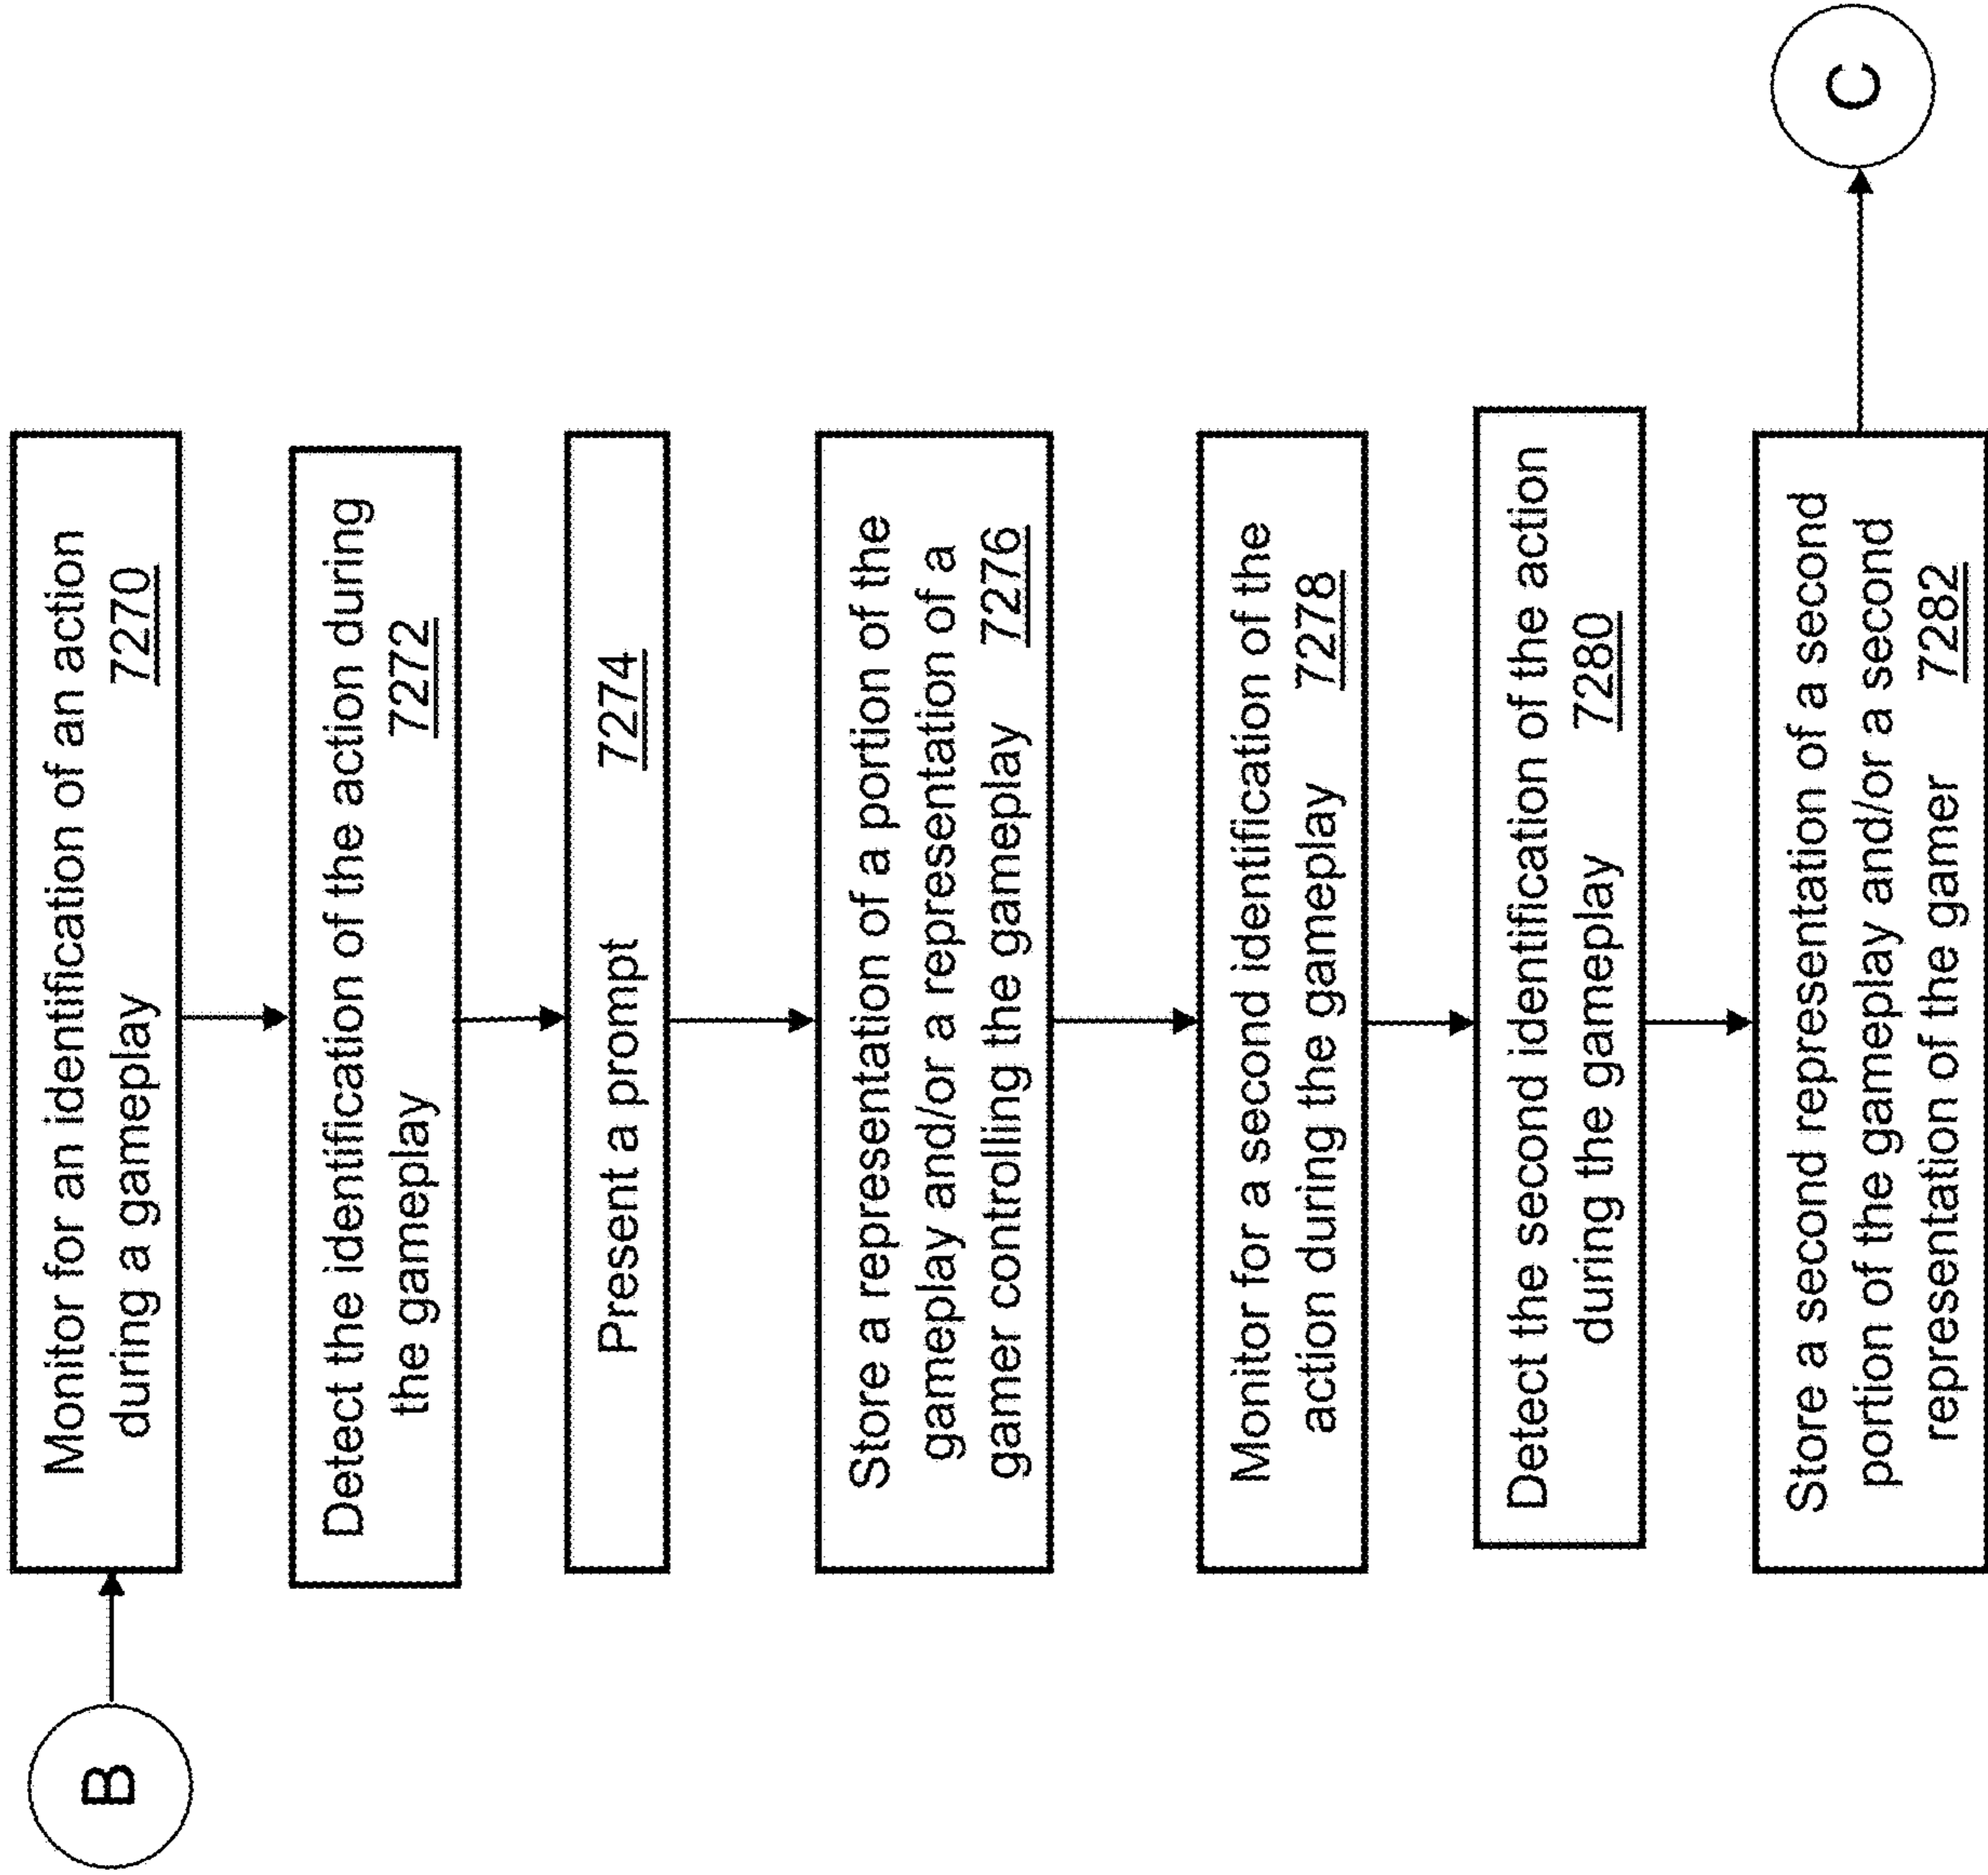 B
Monitor for an identification of an action
during a gameplay 7270
Detect the identification of the action during
the gameplay 7272
Present a prompt 7274
Store a representation of a portion of the
gameplay and/or a representation of a
gamer controlling the gameplay 7276
Monitor for a second identification of the
action during the gameplay 7278
Detect the second identification of the action
during the gameplay 7280
Store a second representation of a second
portion of the gameplay and/or a second
representation of the gamer 7282
C